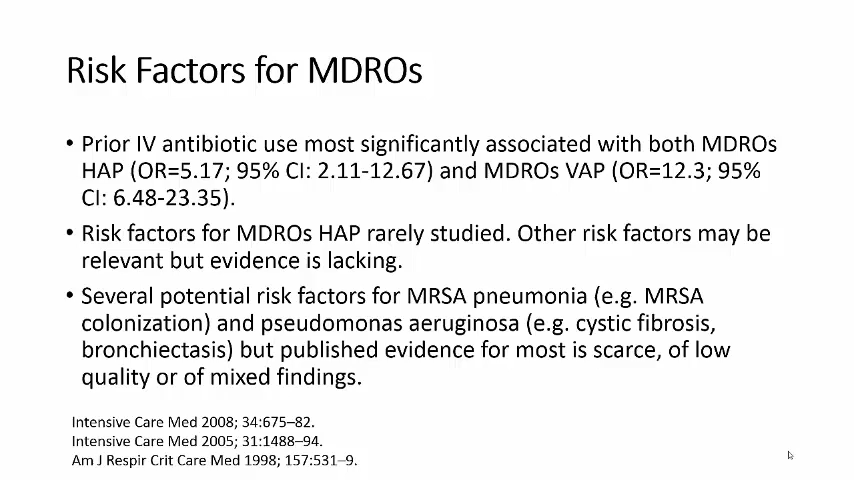 Risk Factors for MDROs
• Prior IV antibiotic use most significantly associated with both MDROs
HAP (OR=5.17; 95% CI: 2.11-12.67) and MDROs VAP (OR=12.3; 95%
CI: 6.48-23.35).
• Risk factors for MDROs HAP rarely studied. Other risk factors may be
relevant but evidence is lacking.
• Several potential risk factors for MRSA pneumonia (e.g. MRSA
colonization) and pseudomonas aeruginosa (e.g. cystic fibrosis,
bronchiectasis) but published evidence for most is scarce, of low
quality or of mixed findings.
Intensive Care Med 2008; 34:675–82.
Intensive Care Med 2005; 31:1488–94.
Am J Respir Crit Care Med 1998; 157:531–9.